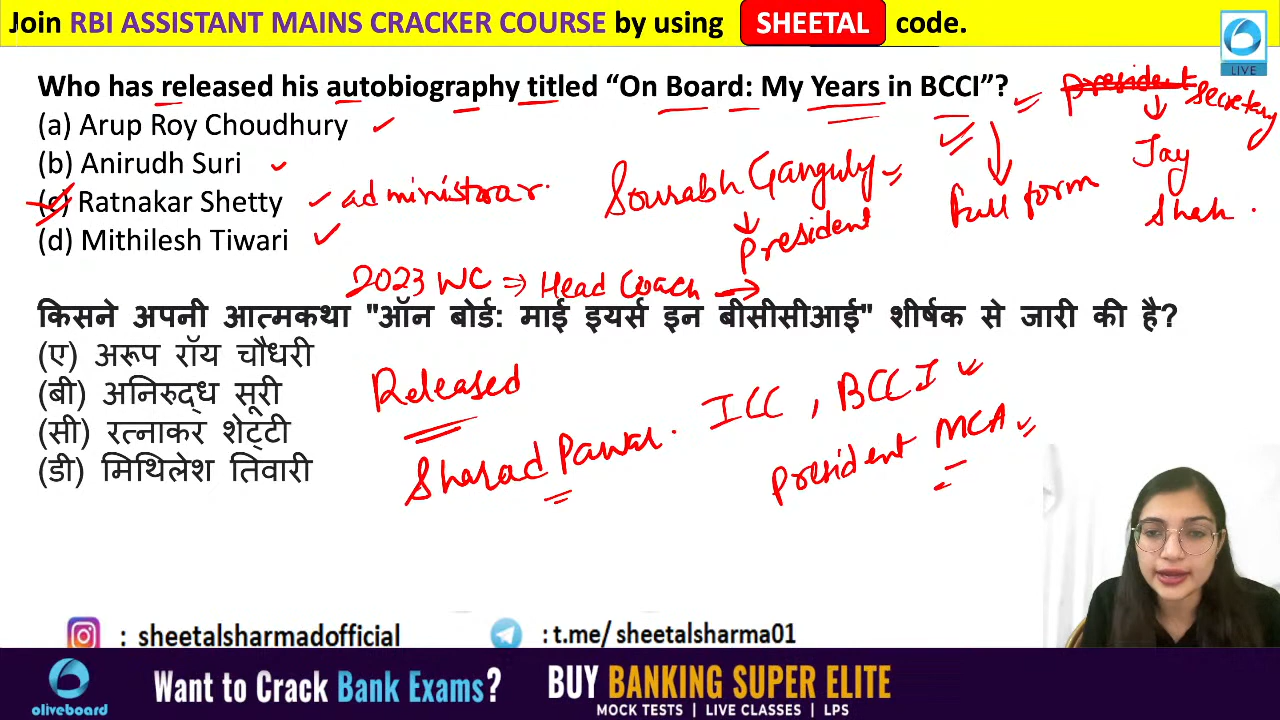 Join RBI ASSISTANT MAINS CRACKER COURSE by using SHEETAL code.
LIVE
Who has released his autobiography titled “On Board: My Years in BCCI”?
(a) Arup Roy Choudhury
(b) Anirudh Suri
(c) Ratnakar Shetty
(d) Mithilesh Tiwari
administrar.
Sourabh Ganguly
president
full form
president secretary
Jay
Shah.
2023 WC ⇒ Head Coach →
किसने अपनी आत्मकथा "ऑन बोर्ड: माई इयर्स इन बीसीसीआई" शीर्षक से जारी की है?
(ए) अरूप रॉय चौधरी
(बी) अनिरुद्ध सूरी
(सी) रत्नाकर शेट्टी
(डी) मिथिलेश तिवारी
Released
Sharad Pawar. ICC, BCCI
president MCA
: sheetalsharmadofficial
: t.me/ sheetalsharma01
oliveboard
Want to Crack Bank Exams?
BUY BANKING SUPER ELITE
MOCK TESTS | LIVE CLASSES | LPS